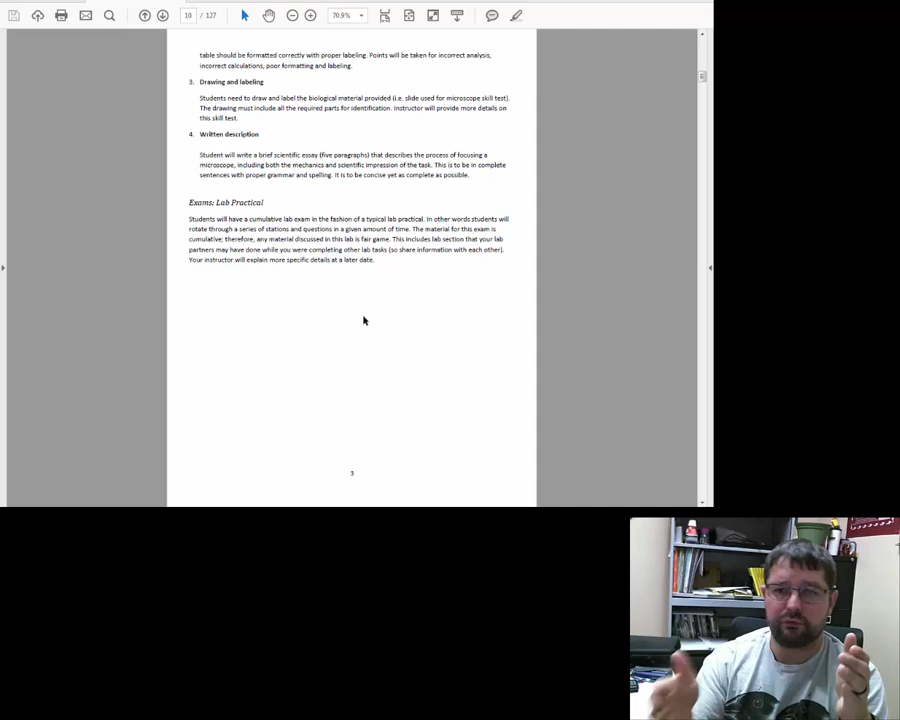 10 / 127
70.9%
table should be formatted correctly with proper labeling. Points will be taken for incorrect analysis,
incorrect calculations, poor formatting and labeling.
3. Drawing and labeling
Students need to draw and label the biological material provided (i.e. slide used for microscope skill test).
The drawing must include all the required parts for identification. Instructor will provide more details on
this skill test.
4. Written description
Student will write a brief scientific essay (five paragraphs) that describes the process of focusing a
microscope, including both the mechanics and scientific impression of the task. This is to be in complete
sentences with proper grammar and spelling. It is to be concise yet as complete as possible.
Exams: Lab Practical
Students will have a cumulative lab exam in the fashion of a typical lab practical. In other words students will
rotate through a series of stations and questions in a given amount of time. The material for this exam is
cumulative; therefore, any material discussed in this lab is fair game. This includes lab section that your lab
partners may have done while you were completing other lab tasks (so share information with each other).
Your instructor will explain more specific details at a later date.
3